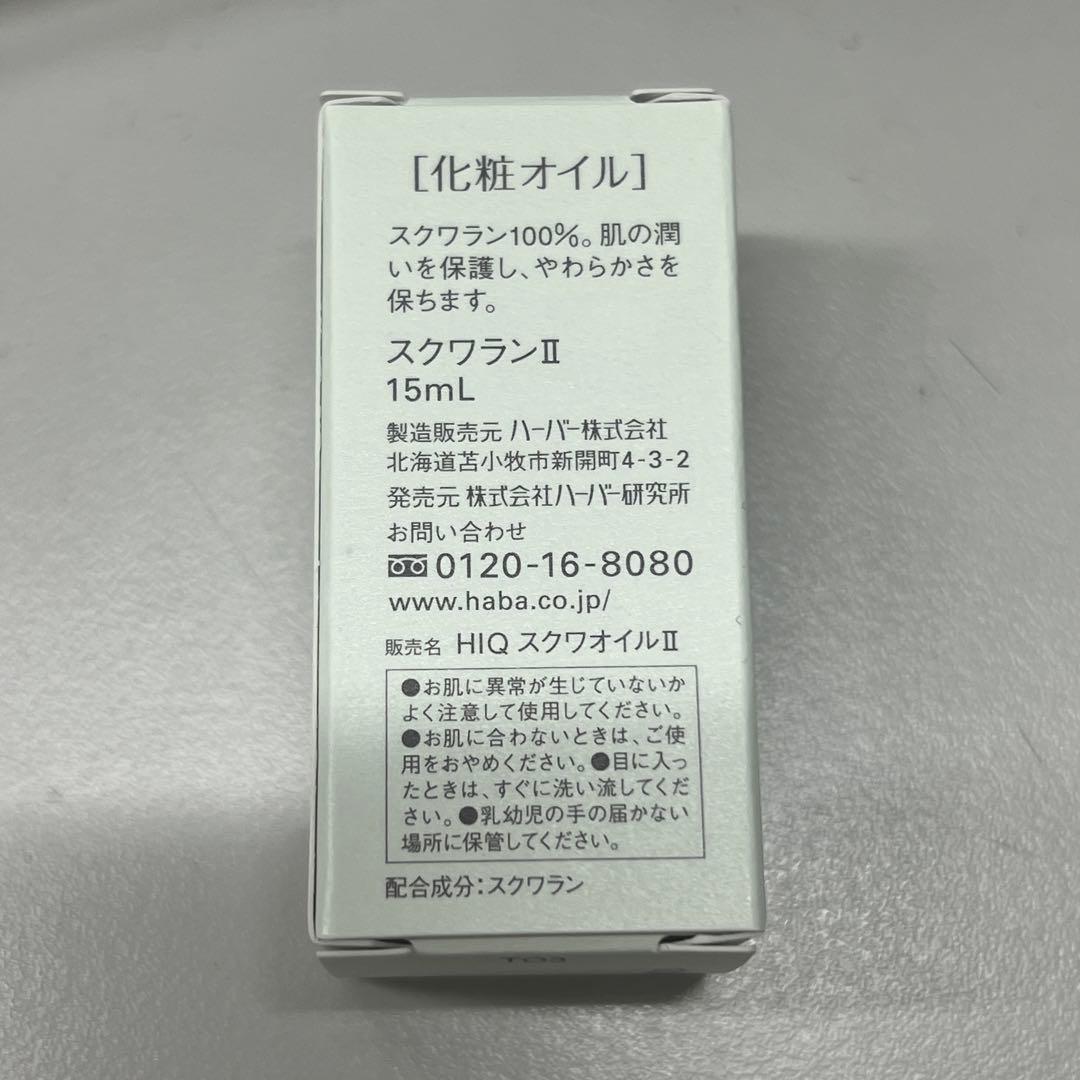 [化粧オイル]
スクワラン100%。肌の潤
いを保護し、やわらかさを
保ちます。
スクワランⅡ
15mL
製造販売元 ハーバー株式会社
北海道苫小牧市新開町4-3-2
発売元 株式会社ハーバー研究所
お問い合わせ
0120-16-8080
www.haba.co.jp/
販売名 HIQ スクワオイルⅡ
●お肌に異常が生じていないか
よく注意して使用してください。
●お肌に合わないときは、ご使
用をおやめください。●目に入っ
たときは、すぐに洗い流してくだ
さい。●乳幼児の手の届かない
場所に保管してください。
配合成分:スクワラン